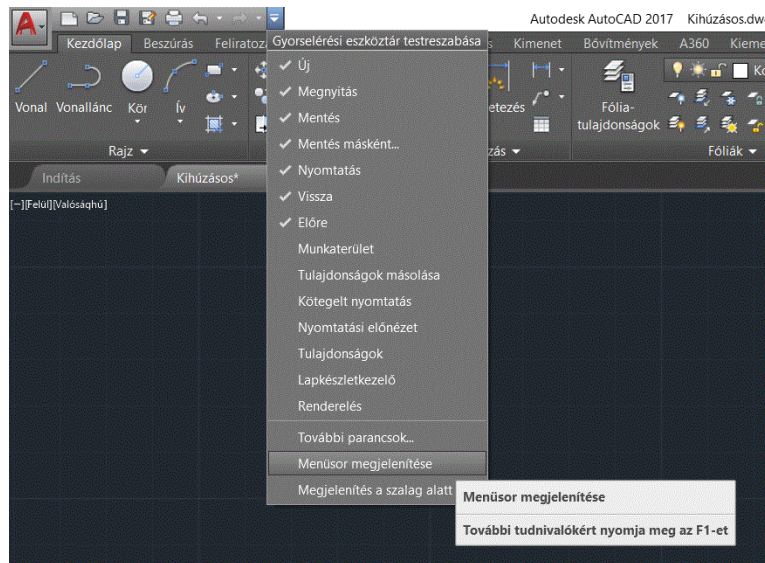 Autodesk AutoCAD 2017 Kihúzásos.dw
Kezdőlap Beszúrás Feliratoz Kimenet Bővítmények A360 Kieme
Gyorselérési eszköztár testreszabása
Új
Megnyitás
Mentés
Mentés másként...
Nyomtatás
Vissza
Előre
Munkaterület
Tulajdonságok másolása
Kötegelt nyomtatás
Nyomtatási előnézet
Tulajdonságok
Lapkészletkezelő
Renderelés
További parancsok...
Menüsor megjelenítése
Megjelenítés a szalag alatt
Vonal Vonallánc Kör Ív
etezés
Fólia-
tulajdonságok
Rajz
zás
Fóliák
Indítás
Kihúzásos*
[−][Felül][Valósághű]
Menüsor megjelenítése
További tudnivalókért nyomja meg az F1-et